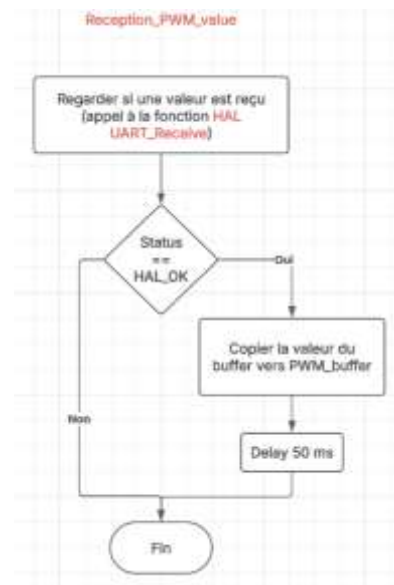 Reception_PWM_value
Regarder si une valeur est reçu
(appel à la fonction HAL
UART_Receive)
Status
==
HAL_OK
Oui
Copier la valeur du
buffer vers PWM_buffer
Non
Delay 50 ms
Fin